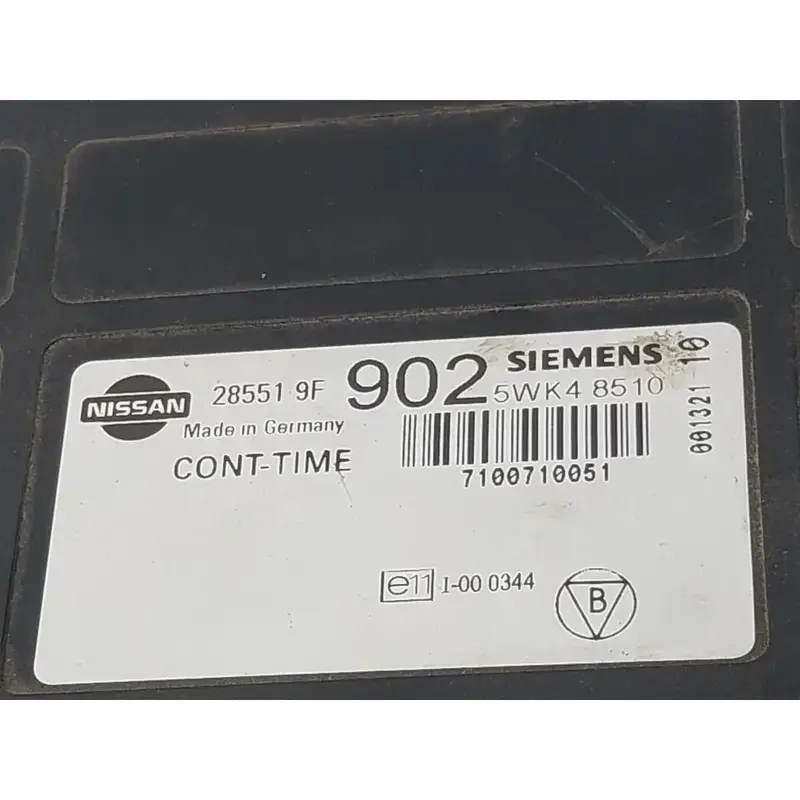 NISSAN 28551 9F 902 SIEMENS
5WK4 8510
Made in Germany
CONT-TIME
7100710051
001321 10
e11 1-00 0344
B